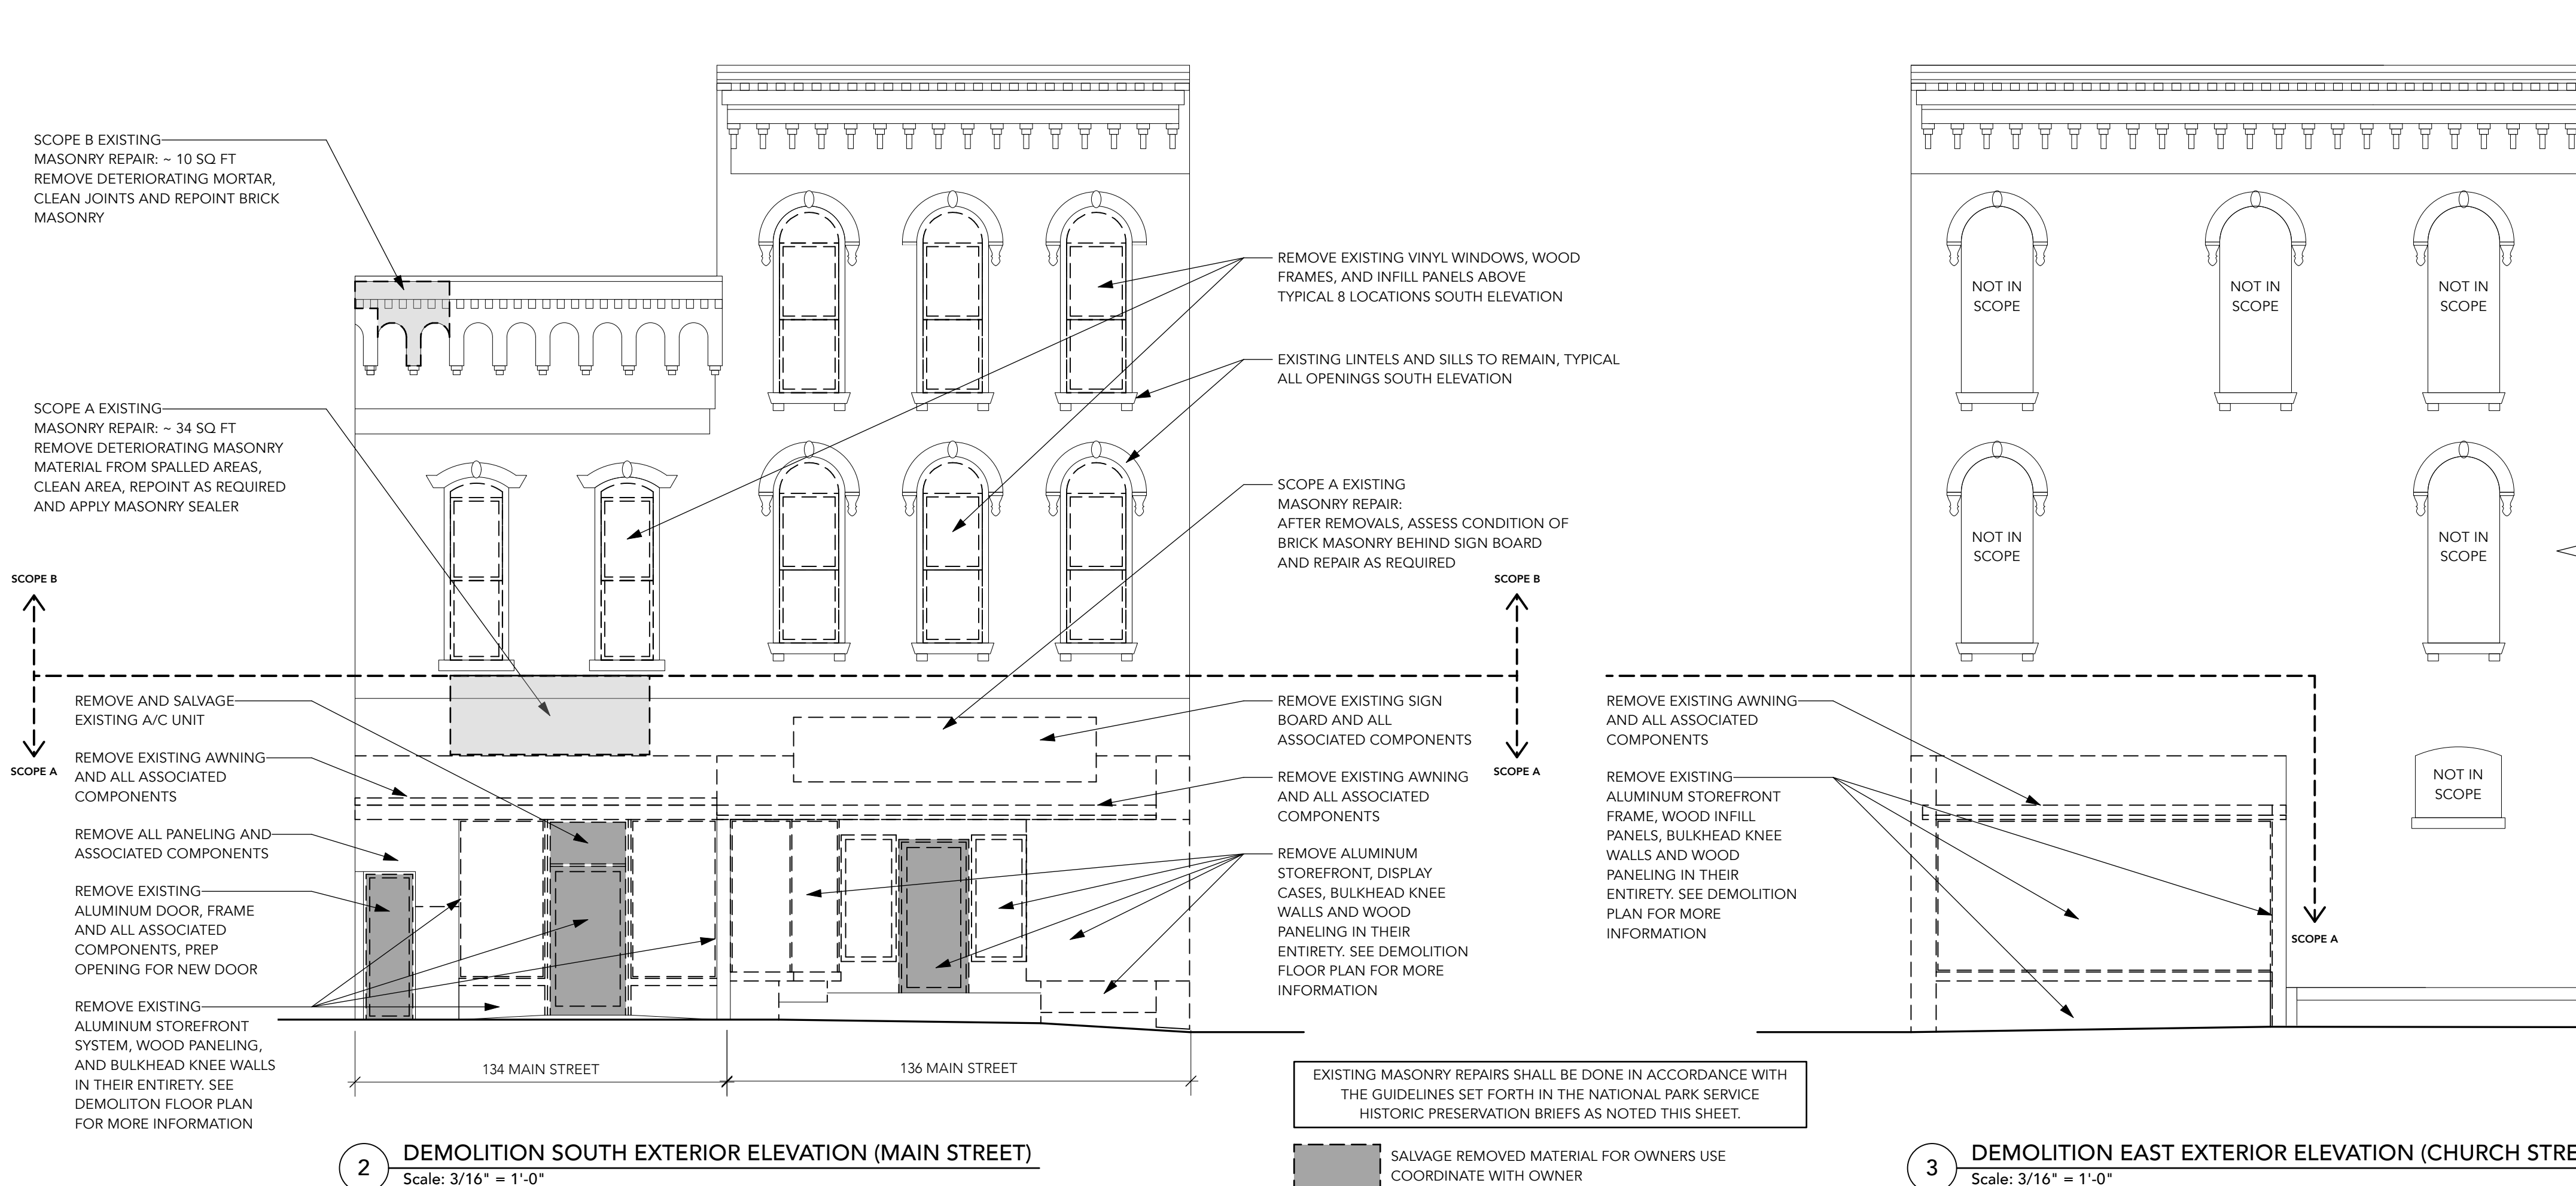 SCOPE B EXISTING
MASONRY REPAIR: ~ 10 SQ FT
REMOVE DETERIORATING MORTAR,
CLEAN JOINTS AND REPOINT BRICK
MASONRY
SCOPE A EXISTING
MASONRY REPAIR: ~ 34 SQ FT
REMOVE DETERIORATING MASONRY
MATERIAL FROM SPALLED AREAS,
CLEAN AREA, REPOINT AS REQUIRED
AND APPLY MASONRY SEALER
SCOPE B
SCOPE A
REMOVE AND SALVAGE
EXISTING A/C UNIT
REMOVE EXISTING AWNING
AND ALL ASSOCIATED
COMPONENTS
REMOVE ALL PANELING AND
ASSOCIATED COMPONENTS
REMOVE EXISTING
ALUMINUM DOOR, FRAME
AND ALL ASSOCIATED
COMPONENTS, PREP
OPENING FOR NEW DOOR
REMOVE EXISTING
ALUMINUM STOREFRONT
SYSTEM, WOOD PANELING,
AND BULKHEAD KNEE WALLS
IN THEIR ENTIRETY. SEE
DEMOLITON FLOOR PLAN
FOR MORE INFORMATION
REMOVE EXISTING VINYL WINDOWS, WOOD
FRAMES, AND INFILL PANELS ABOVE
TYPICAL 8 LOCATIONS SOUTH ELEVATION
EXISTING LINTELS AND SILLS TO REMAIN, TYPICAL
ALL OPENINGS SOUTH ELEVATION
SCOPE A EXISTING
MASONRY REPAIR:
AFTER REMOVALS, ASSESS CONDITION OF
BRICK MASONRY BEHIND SIGN BOARD
AND REPAIR AS REQUIRED
SCOPE B
SCOPE A
REMOVE EXISTING SIGN
BOARD AND ALL
ASSOCIATED COMPONENTS
REMOVE EXISTING AWNING
AND ALL ASSOCIATED
COMPONENTS
REMOVE ALUMINUM
STOREFRONT, DISPLAY
CASES, BULKHEAD KNEE
WALLS AND WOOD
PANELING IN THEIR
ENTIRETY. SEE DEMOLITION
FLOOR PLAN FOR MORE
INFORMATION
134 MAIN STREET
136 MAIN STREET
2
DEMOLITION SOUTH EXTERIOR ELEVATION (MAIN STREET)
Scale: 3/16" = 1'-0"
EXISTING MASONRY REPAIRS SHALL BE DONE IN ACCORDANCE WITH
THE GUIDELINES SET FORTH IN THE NATIONAL PARK SERVICE
HISTORIC PRESERVATION BRIEFS AS NOTED THIS SHEET.
SALVAGE REMOVED MATERIAL FOR OWNERS USE
COORDINATE WITH OWNER
NOT IN
SCOPE
NOT IN
SCOPE
NOT IN
SCOPE
NOT IN
SCOPE
NOT IN
SCOPE
NOT IN
SCOPE
REMOVE EXISTING AWNING
AND ALL ASSOCIATED
COMPONENTS
REMOVE EXISTING
ALUMINUM STOREFRONT
FRAME, WOOD INFILL
PANELS, BULKHEAD KNEE
WALLS AND WOOD
PANELING IN THEIR
ENTIRETY. SEE DEMOLITION
PLAN FOR MORE
INFORMATION
SCOPE A
3
DEMOLITION EAST EXTERIOR ELEVATION (CHURCH STRE
Scale: 3/16" = 1'-0"